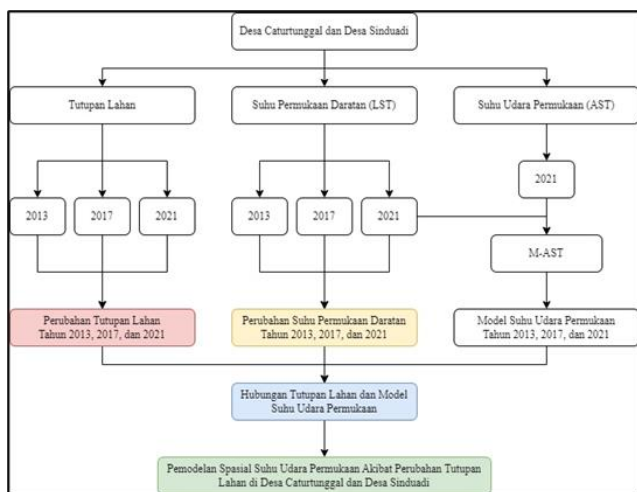 Desa Caturtunggal dan Desa Sinduadi
Tutupan Lahan
Suhu Permukaan Daratan (LST)
Suhu Udara Permukaan (AST)
2021
2013
2017
2021
2013
2017
2021
M-AST
Perubahan Tutupan Lahan
Tahun 2013, 2017, dan 2021
Perubahan Suhu Permukaan Daratan
Tahun 2013, 2017, dan 2021
Model Suhu Udara Permukaan
Tahun 2013, 2017, dan 2021
Hubungan Tutupan Lahan dan Model
Suhu Udara Permukaan
Pemodelan Spasial Suhu Udara Permukaan Akibat Perubahan Tutupan
Lahan di Desa Caturtunggal dan Desa Sinduadi